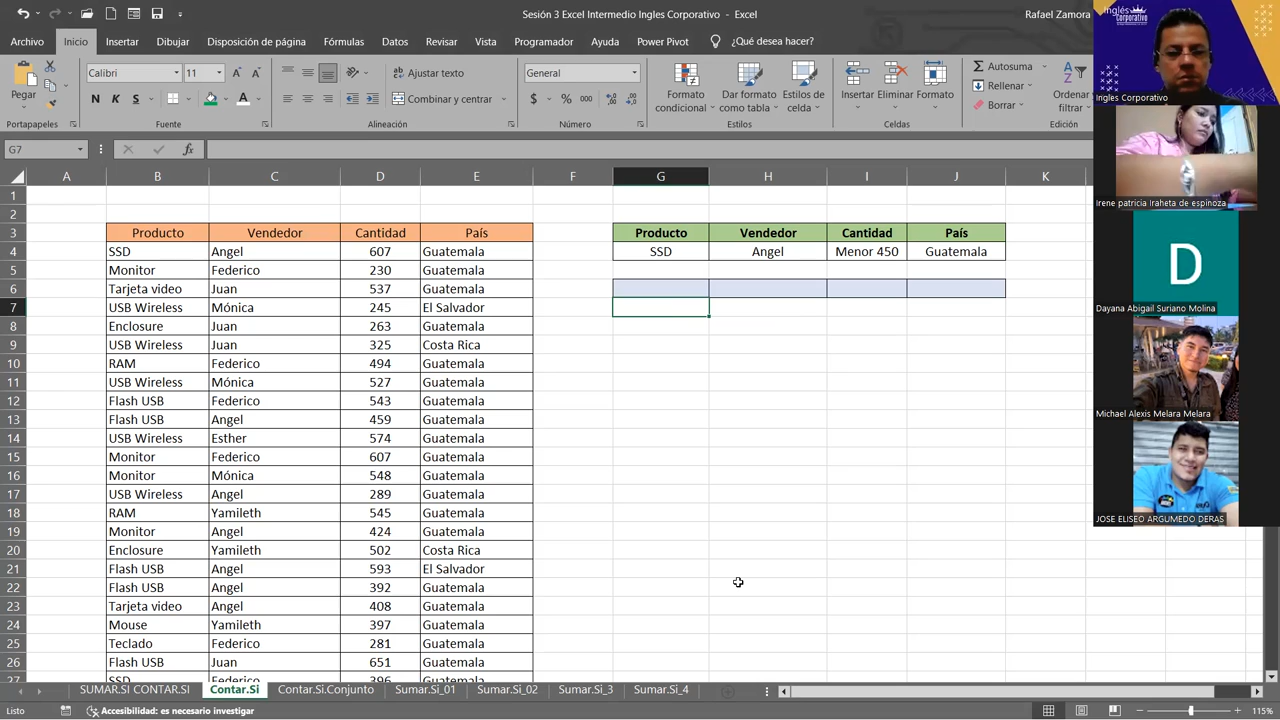 Sesión 3 Excel Intermedio Ingles Corporativo - Excel
Rafael Zamora
Archivo Inicio Insertar Dibujar Disposición de página Fórmulas Datos Revisar Vista Programador Ayuda Power Pivot ¿Qué desea hacer?
Pegar
Calibri 11
N K S
Ajustar texto
Combinar y centrar
General
$ % 000
Formato condicional
Dar formato como tabla
Estilos de celda
Insertar Eliminar Formato
Autosuma
Rellenar
Borrar
Ordenar filtrar
Portapapeles Fuente Alineación Número Estilos Celdas Edición
G7 fx
A B C D E F G H I J K
1
2
3 Producto Vendedor Cantidad País Producto Vendedor Cantidad País
4 SSD Angel 607 Guatemala SSD Angel Menor 450 Guatemala
5 Monitor Federico 230 Guatemala
6 Tarjeta video Juan 537 Guatemala
7 USB Wireless Mónica 245 El Salvador
8 Enclosure Juan 263 Guatemala
9 USB Wireless Juan 325 Costa Rica
10 RAM Federico 494 Guatemala
11 USB Wireless Mónica 527 Guatemala
12 Flash USB Federico 543 Guatemala
13 Flash USB Angel 459 Guatemala
14 USB Wireless Esther 574 Guatemala
15 Monitor Federico 607 Guatemala
16 Monitor Mónica 548 Guatemala
17 USB Wireless Angel 289 Guatemala
18 RAM Yamileth 545 Guatemala
19 Monitor Angel 424 Guatemala
20 Enclosure Yamileth 502 Costa Rica
21 Flash USB Angel 593 El Salvador
22 Flash USB Angel 392 Guatemala
23 Tarjeta video Angel 408 Guatemala
24 Mouse Yamileth 397 Guatemala
25 Teclado Federico 281 Guatemala
26 Flash USB Juan 651 Guatemala
27 SSD Federico 396 Guatemala
SUMAR.SI CONTAR.SI Contar.Si Contar.Si.Conjunto Sumar.Si_01 Sumar.Si_02 Sumar.Si_3 Sumar.Si_4
Listo Accesibilidad: es necesario investigar 115%
Inglés Corporativo
Ingles Corporativo
Irene patricia Iraheta de espinoza
D
Dayana Abigail Suriano Molina
Michael Alexis Melara Melara
JOSE ELISEO ARGUMEDO DERAS